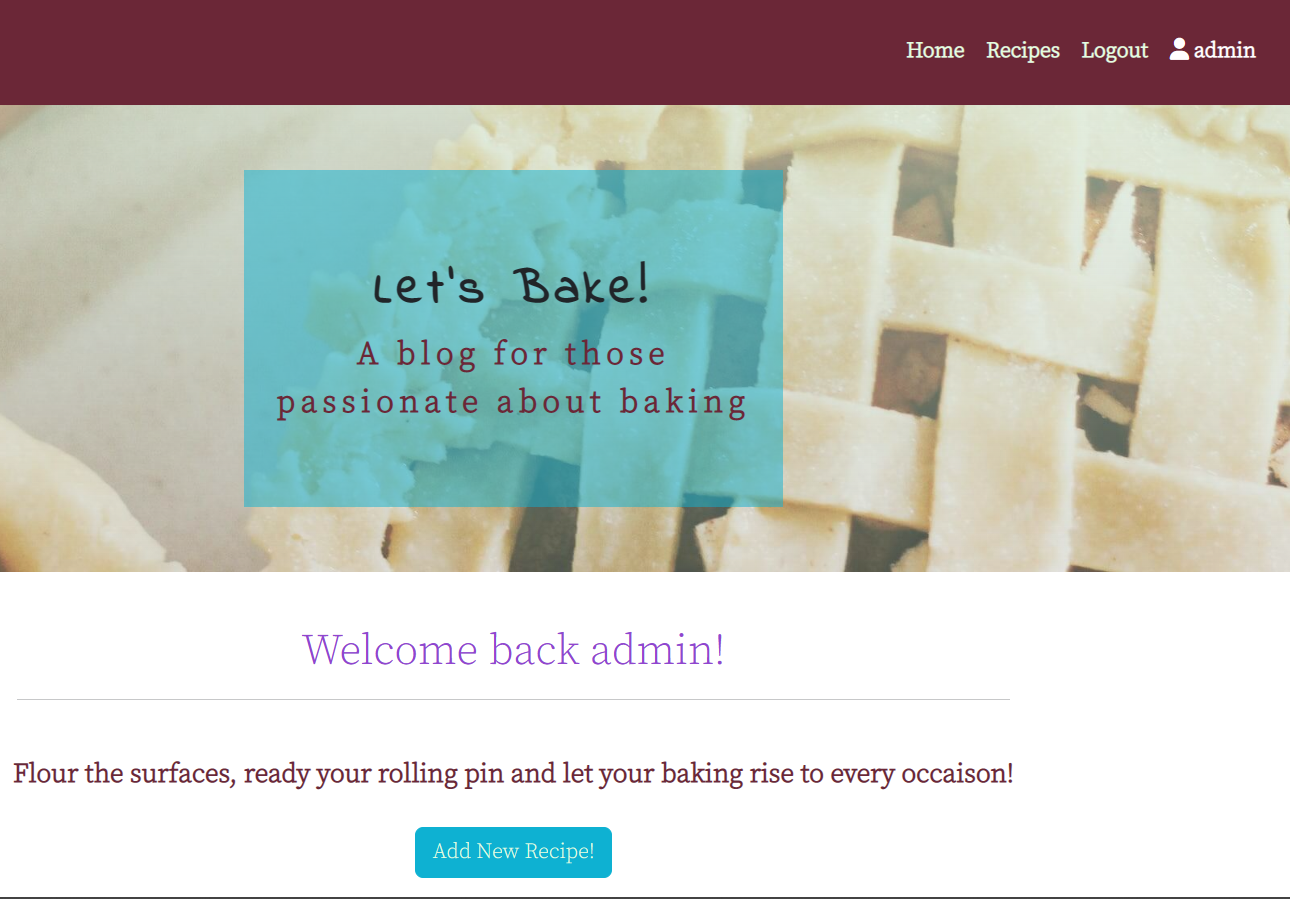 Home Recipes Logout admin
Let's Bake!
A blog for those
passionate about baking
Welcome back admin!
Flour the surfaces, ready your rolling pin and let your baking rise to every occaison!
Add New Recipe!